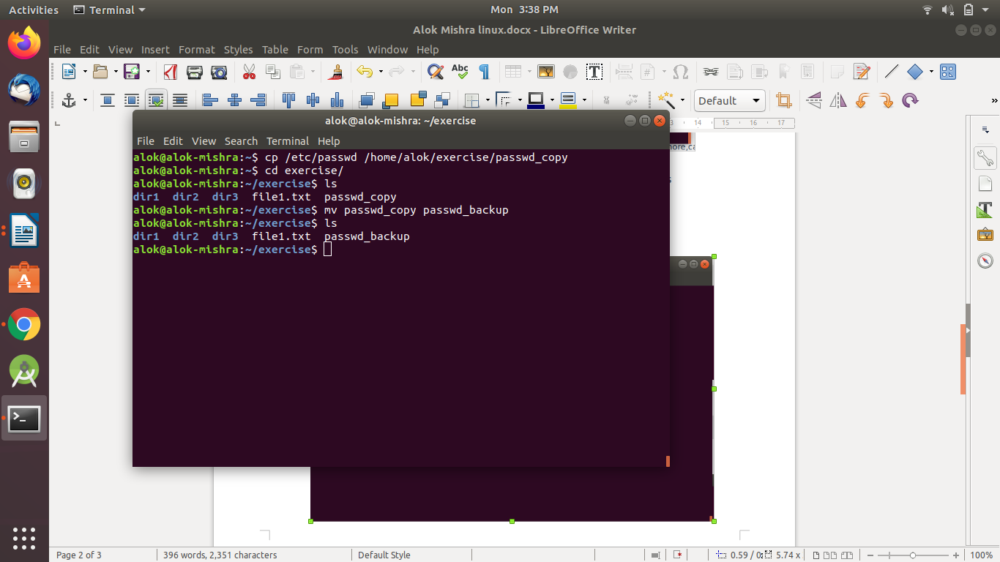 Activities Terminal Mon 3:38 PM
Alok Mishra linux.docx - LibreOffice Writer
File Edit View Insert Format Styles Table Form Tools Window Help
Default
alok@alok-mishra: ~/exercise
13 14 15 16 17
File Edit View Search Terminal Help
alok@alok-mishra:~$ cp /etc/passwd /home/alok/exercise/passwd_copy
alok@alok-mishra:~$ cd exercise/
alok@alok-mishra:~/exercise$ ls
dir1 dir2 dir3 file1.txt passwd_copy
alok@alok-mishra:~/exercise$ mv passwd_copy passwd_backup
alok@alok-mishra:~/exercise$ ls
dir1 dir2 dir3 file1.txt passwd_backup
alok@alok-mishra:~/exercise$
Page 2 of 3 396 words, 2,351 characters Default Style 0.59 / 0: 5.74 x 100%